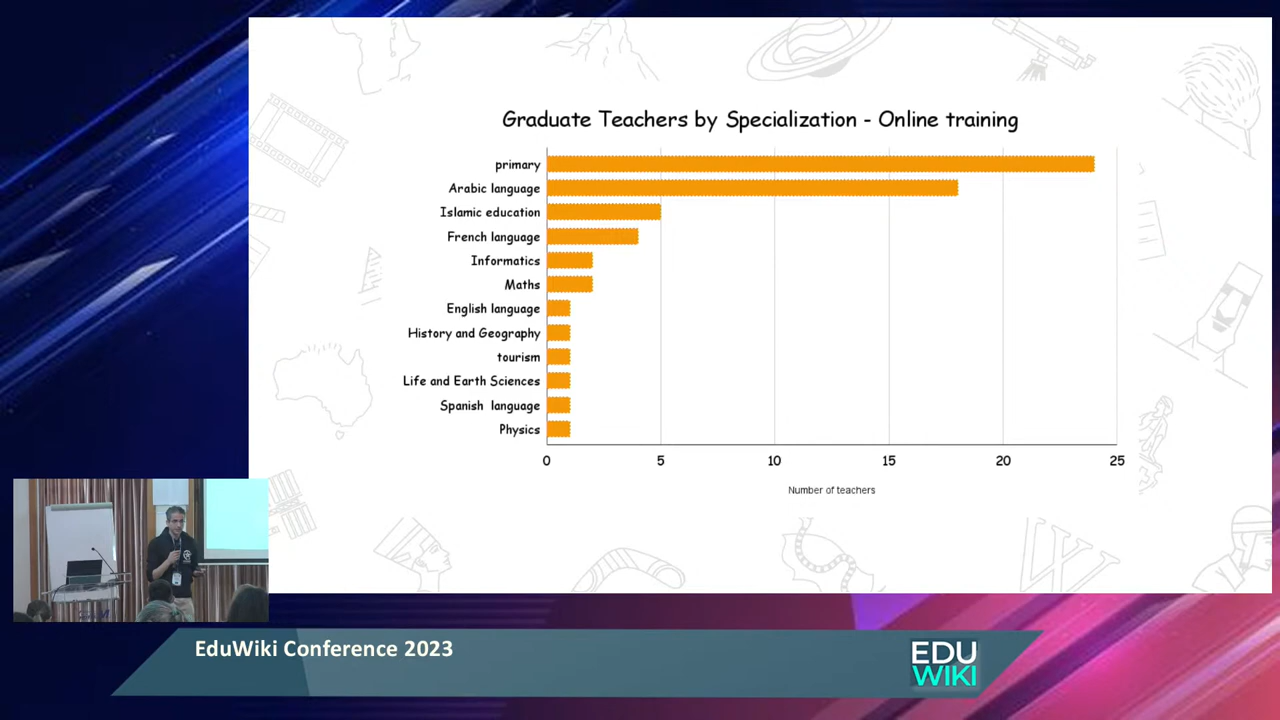 Graduate Teachers by Specialization - Online training
primary
Arabic language
Islamic education
French language
Informatics
Maths
English language
History and Geography
tourism
Life and Earth Sciences
Spanish language
Physics
0 5 10 15 20 25
Number of teachers
EduWiki Conference 2023
EDU
WIKI